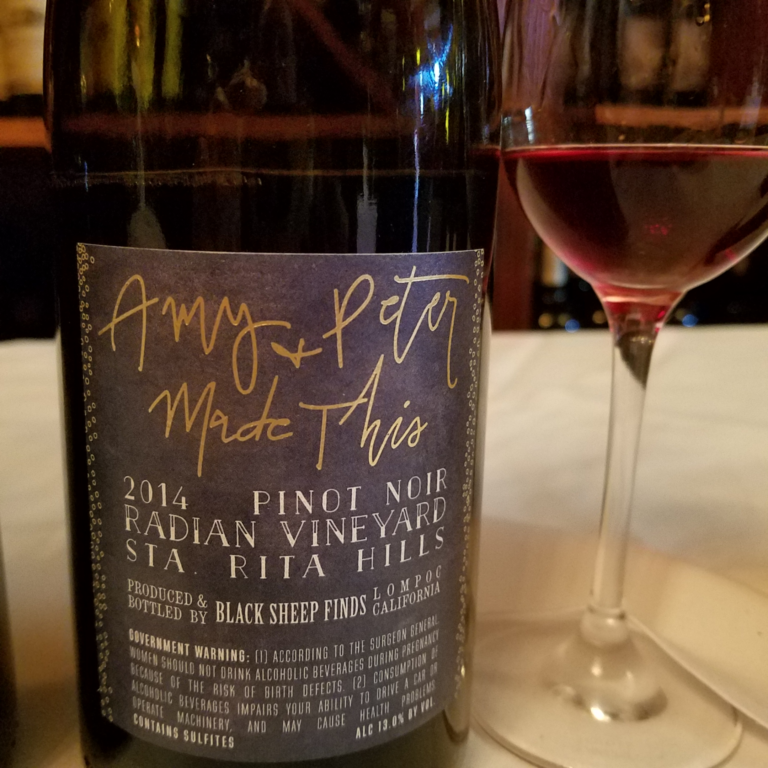 Amy + Peter
Made This
2014 PINOT NOIR
RADIAN VINEYARD
STA. RITA HILLS
PRODUCED &
BOTTLED BY BLACK SHEEP FINDS LOMPOC
CALIFORNIA
GOVERNMENT WARNING: (1) ACCORDING TO THE SURGEON GENERAL,
WOMEN SHOULD NOT DRINK ALCOHOLIC BEVERAGES DURING PREGNANCY
BECAUSE OF THE RISK OF BIRTH DEFECTS. (2) CONSUMPTION OF
ALCOHOLIC BEVERAGES IMPAIRS YOUR ABILITY TO DRIVE A CAR OR
OPERATE MACHINERY, AND MAY CAUSE HEALTH PROBLEMS
CONTAINS SULFITES ALC 13.0% BY VOL.